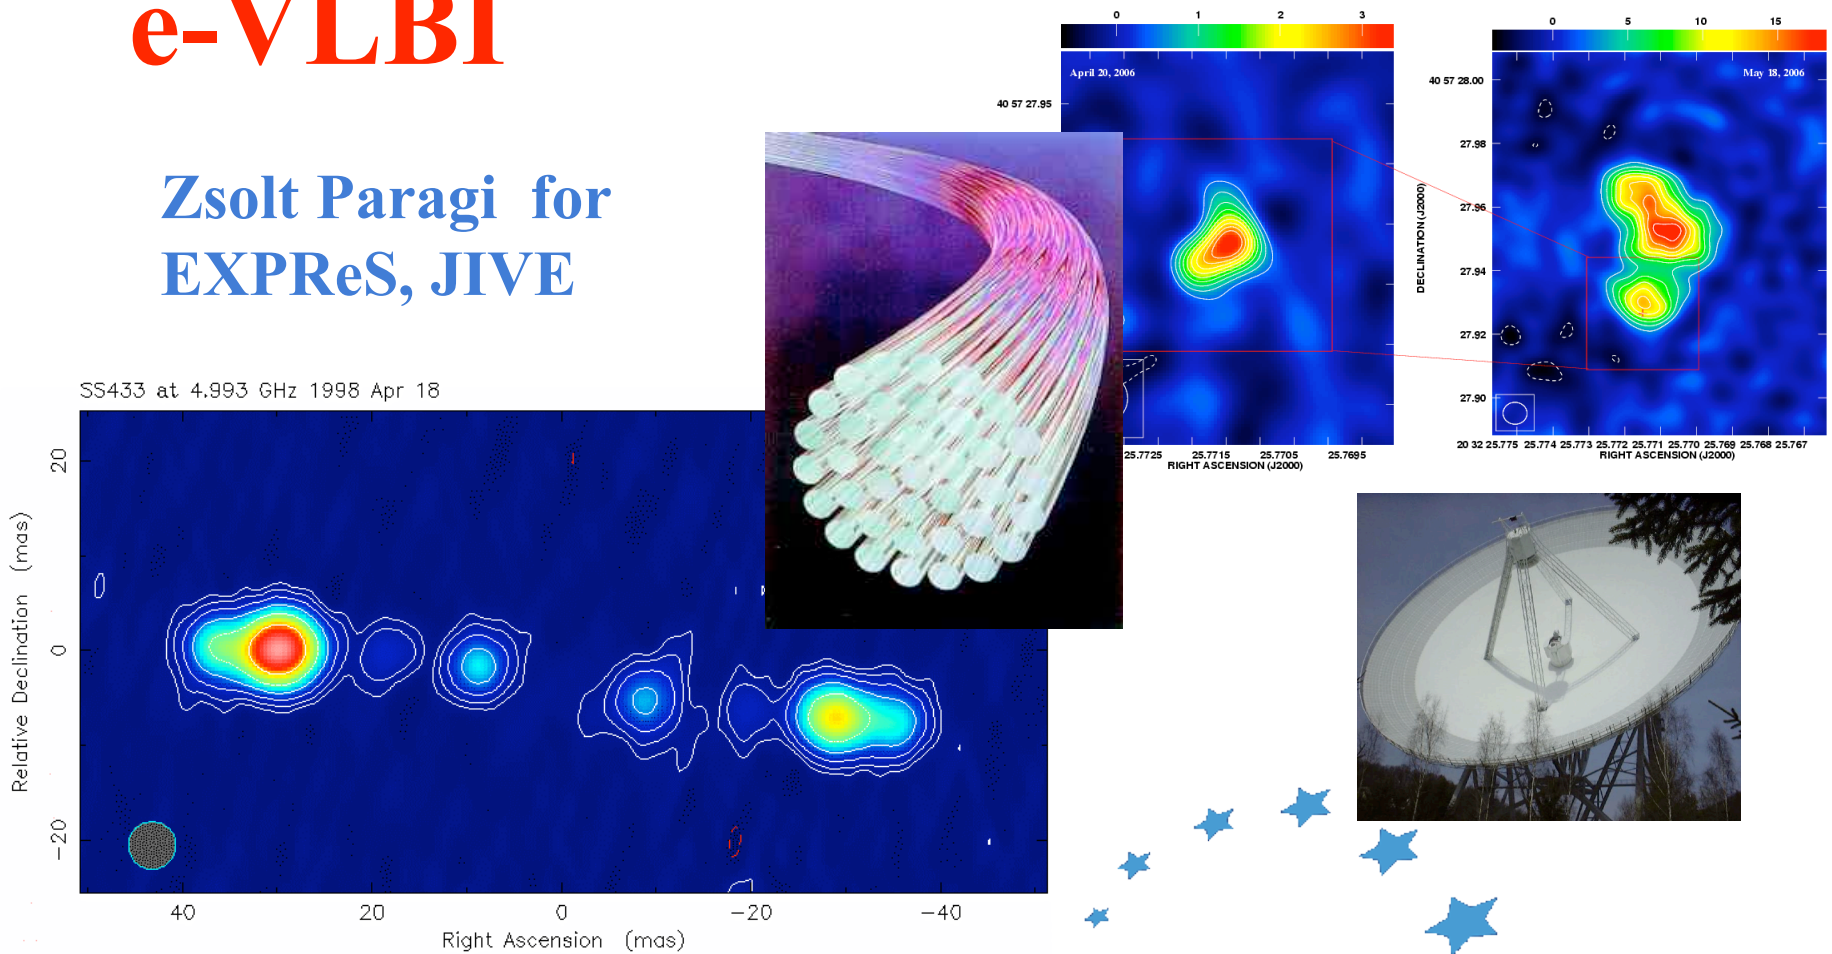 e-VLBI
Zsolt Paragi for
EXPReS, JIVE
0 1 2 3
April 20, 2006
40 57 27.95
25.7725 25.7715 25.7705 25.7695
RIGHT ASCENSION (J2000)
0 5 10 15
May 18, 2006
40 57 28.00
27.98
27.96
27.94
27.92
27.90
DECLINATION (J2000)
20 32 25.775 25.774 25.773 25.772 25.771 25.770 25.769 25.768 25.767
RIGHT ASCENSION (J2000)
SS433 at 4.993 GHz 1998 Apr 18
20
0
-20
Relative Declination (mas)
40 20 0 -20 -40
Right Ascension (mas)